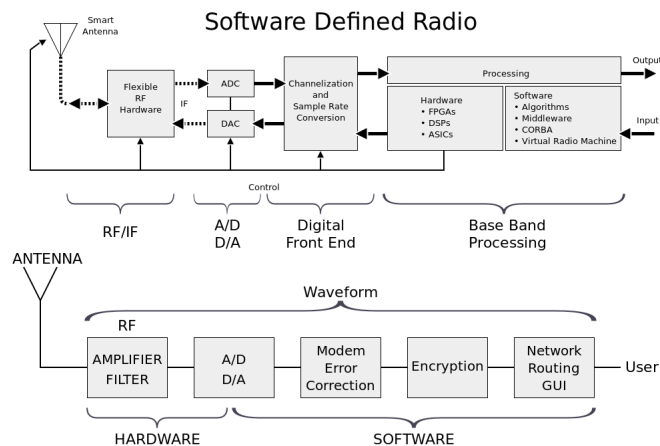 Software Defined Radio
Smart
Antenna
Flexible
RF
Hardware
IF
ADC
DAC
Channelization
and
Sample Rate
Conversion
Processing
Hardware
• FPGAs
• DSPs
• ASICs
Software
• Algorithms
• Middleware
• CORBA
• Virtual Radio Machine
Output
Input
Control
RF/IF
A/D
D/A
Digital
Front End
Base Band
Processing
ANTENNA
Waveform
RF
AMPLIFIER
FILTER
A/D
D/A
Modem
Error
Correction
Encryption
Network
Routing
GUI
User
HARDWARE
SOFTWARE